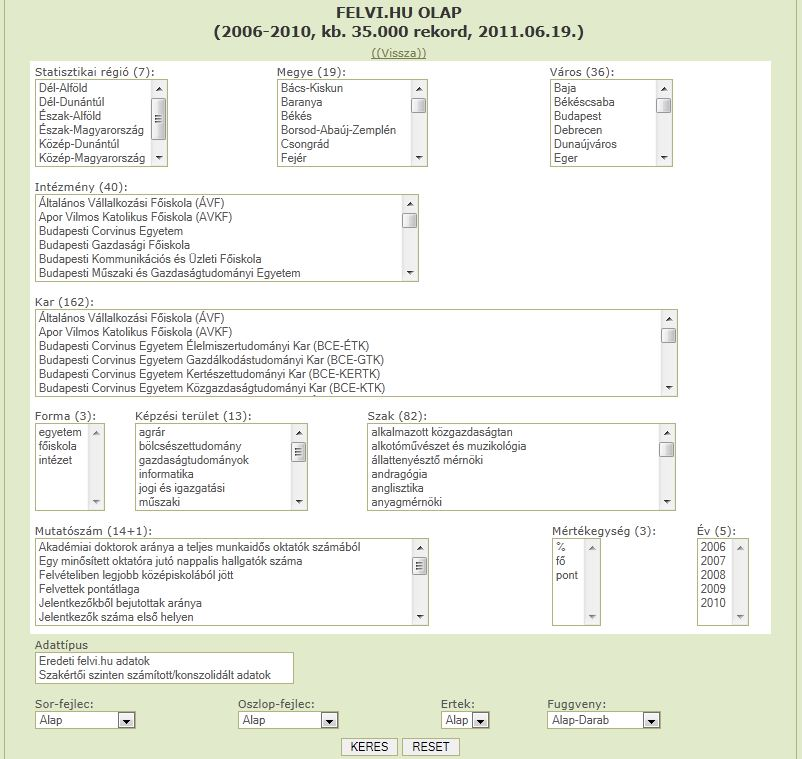 FELVI.HU OLAP
(2006-2010, kb. 35.000 rekord, 2011.06.19.)
((Vissza))
Statisztikai régió (7): Megye (19): Város (36):
Dél-Alföld Bács-Kiskun Baja
Dél-Dunántúl Baranya Békéscsaba
Észak-Alföld Békés Budapest
Észak-Magyarország Borsod-Abaúj-Zemplén Debrecen
Közép-Dunántúl Csongrád Dunaújváros
Közép-Magyarország Fejér Eger
Intézmény (40):
Általános Vállalkozási Főiskola (ÁVF)
Apor Vilmos Katolikus Főiskola (AVKF)
Budapesti Corvinus Egyetem
Budapesti Gazdasági Főiskola
Budapesti Kommunikációs és Üzleti Főiskola
Budapesti Műszaki és Gazdaságtudományi Egyetem
Kar (162):
Általános Vállalkozási Főiskola (ÁVF)
Apor Vilmos Katolikus Főiskola (AVKF)
Budapesti Corvinus Egyetem Élelmiszertudományi Kar (BCE-ÉTK)
Budapesti Corvinus Egyetem Gazdálkodástudományi Kar (BCE-GTK)
Budapesti Corvinus Egyetem Kertészettudományi Kar (BCE-KERTK)
Budapesti Corvinus Egyetem Közgazdaságtudományi Kar (BCE-KTK)
Forma (3): Képzési terület (13): Szak (82):
egyetem agrár alkalmazott közgazdaságtan
főiskola bölcsészettudomány alkotóművészet és muzikológia
intézet gazdaságtudományok állattenyésztő mérnöki
informatika andragógia
jogi és igazgatási anglisztika
műszaki anyagmérnöki
Mutatószám (14+1): Mértékegység (3): Év (5):
Akadémiai doktorok aránya a teljes munkaidős oktatók számából % 2006
Egy minősített oktatóra jutó nappalis hallgatók száma fő 2007
Felvételiben legjobb középiskolából jött pont 2008
Felvettek pontátlaga 2009
Jelentkezőkből bejutottak aránya 2010
Jelentkezők száma első helyen
Adattípus
Eredeti felvi.hu adatok
Szakértői szinten számított/konszolidált adatok
Sor-fejlec: Oszlop-fejlec: Ertek: Fuggveny:
Alap Alap Alap Alap-Darab
KERES RESET